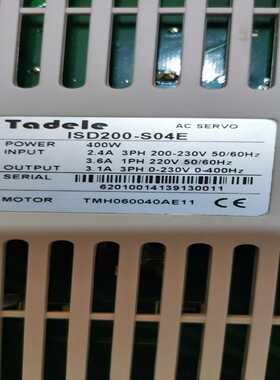 Tadele AC SERVO
ISD200-S04E
POWER 400W
INPUT 2.4A 3PH 200-230V 50/60Hz
3.6A 1PH 220V 50/60Hz
OUTPUT 3.1A 3PH 0-230V 0-400Hz
SERIAL 62010014139130011
MOTOR TMH060040AE11 CE